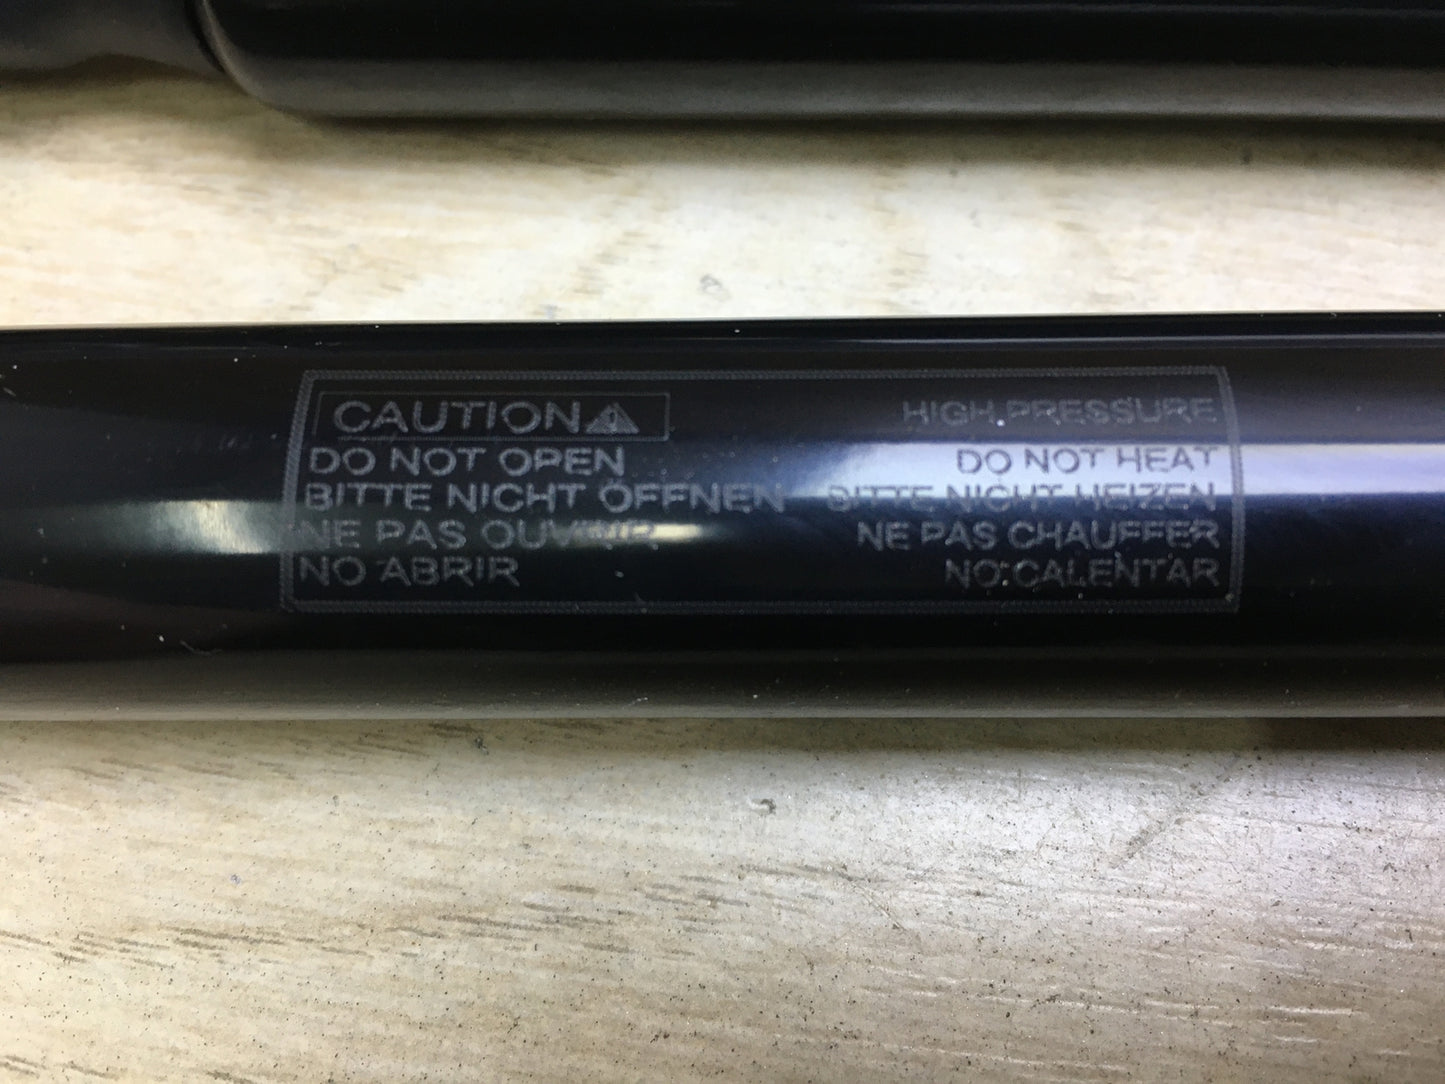 CAUTION HIGH PRESSURE
DO NOT OPEN DO NOT HEAT
BITTE NICHT ÖFFNEN BITTE NICHT HEIZEN
NE PAS OUVRIR NE PAS CHAUFFER
NO ABRIR NO CALENTAR